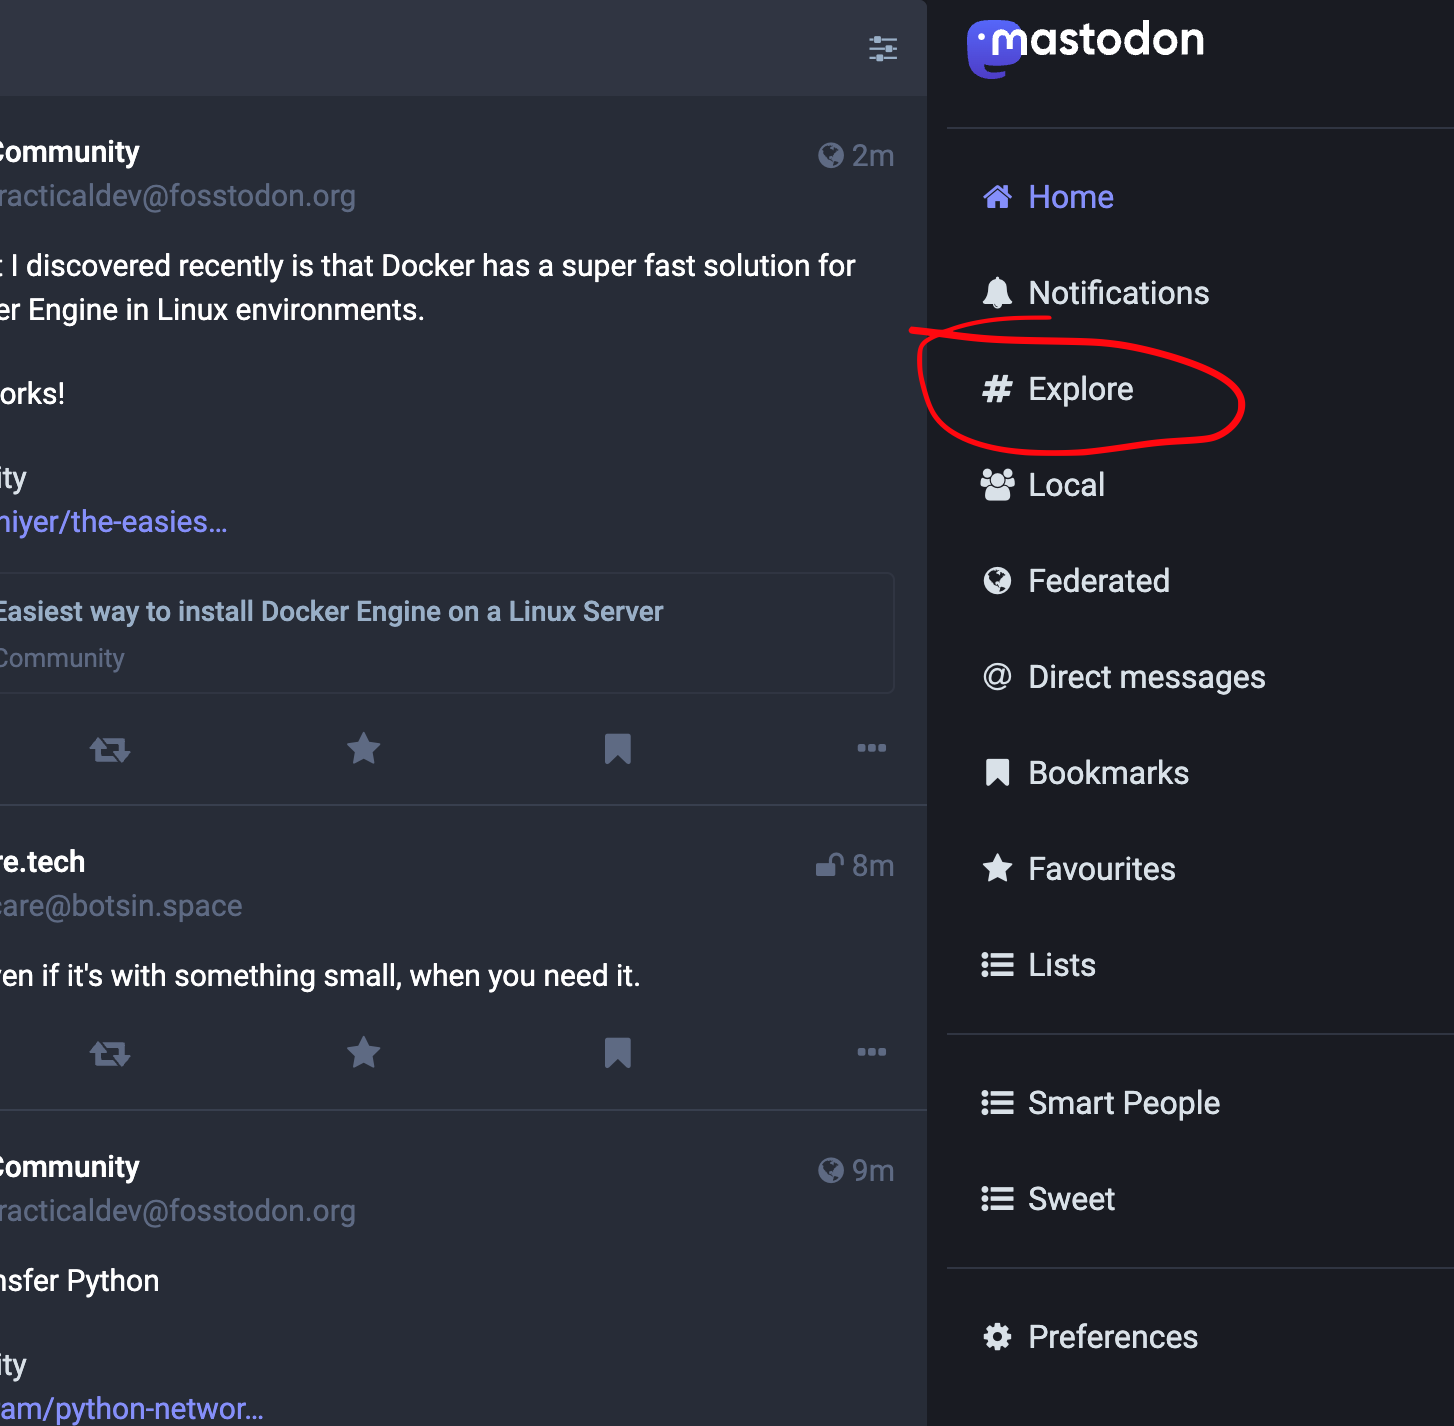 mastodon
Community
2m
racticaldev@fosstodon.org
t I discovered recently is that Docker has a super fast solution for
er Engine in Linux environments.
orks!
ity
niyer/the-easies…
Easiest way to install Docker Engine on a Linux Server
Community
re.tech
8m
care@botsin.space
en if it's with something small, when you need it.
Community
9m
racticaldev@fosstodon.org
nsfer Python
ity
am/python-networ…
Home
Notifications
# Explore
Local
Federated
@ Direct messages
Bookmarks
Favourites
Lists
Smart People
Sweet
Preferences